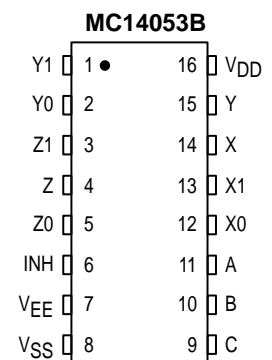 MC14053B
Y1 1 16 VDD
Y0 2 15 Y
Z1 3 14 X
Z 4 13 X1
Z0 5 12 X0
INH 6 11 A
VEE 7 10 B
VSS 8 9 C